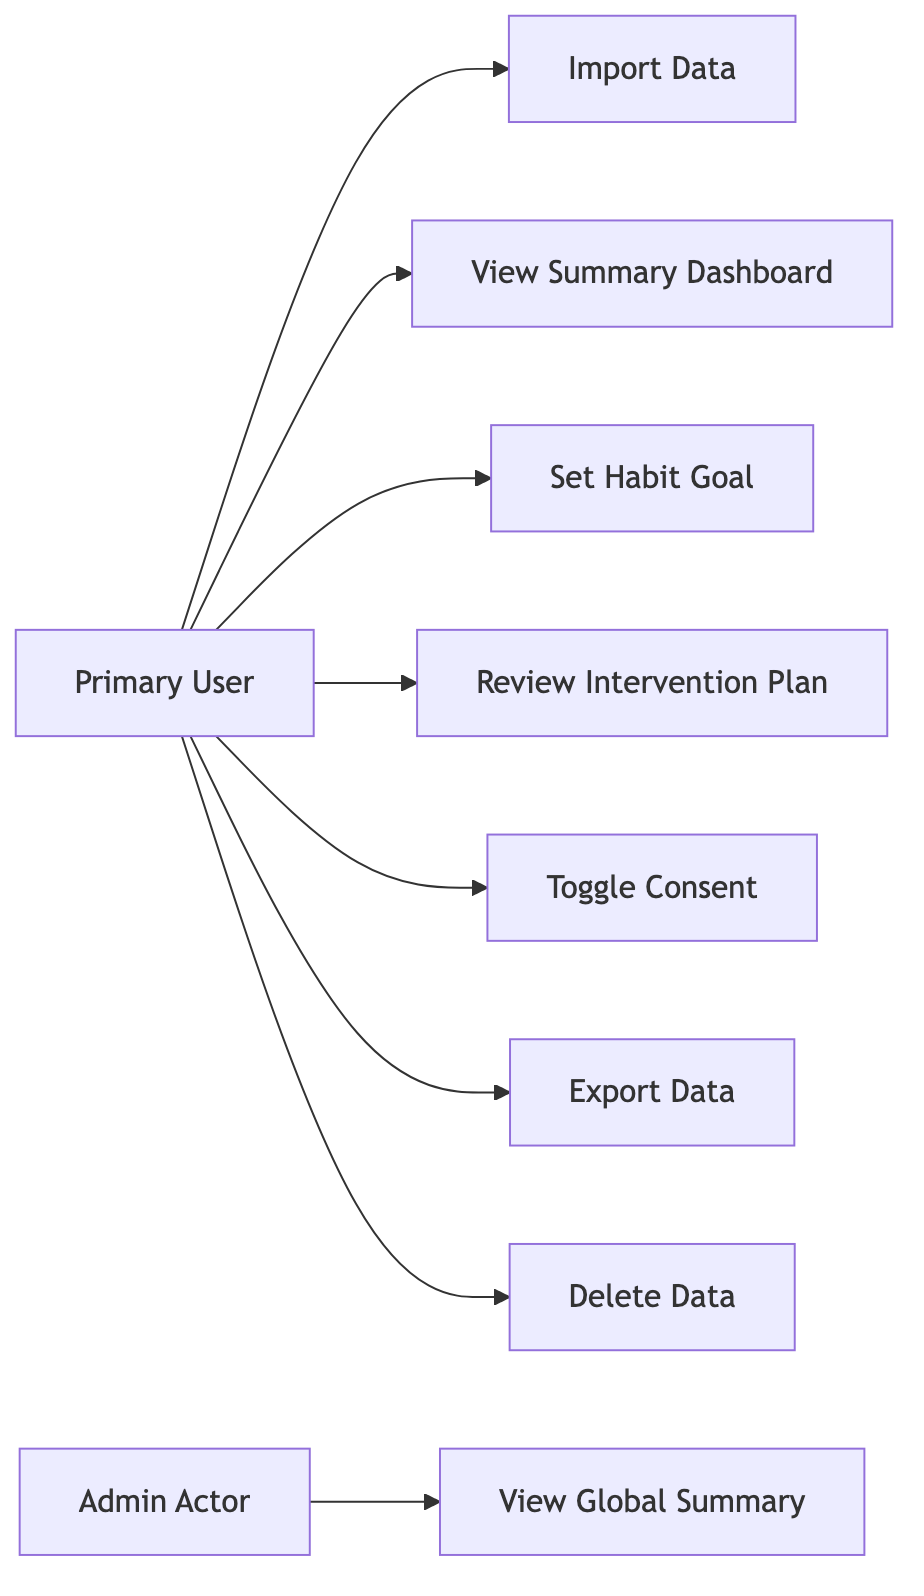 Import Data
View Summary Dashboard
Set Habit Goal
Primary User
Review Intervention Plan
Toggle Consent
Export Data
Delete Data
Admin Actor
View Global Summary